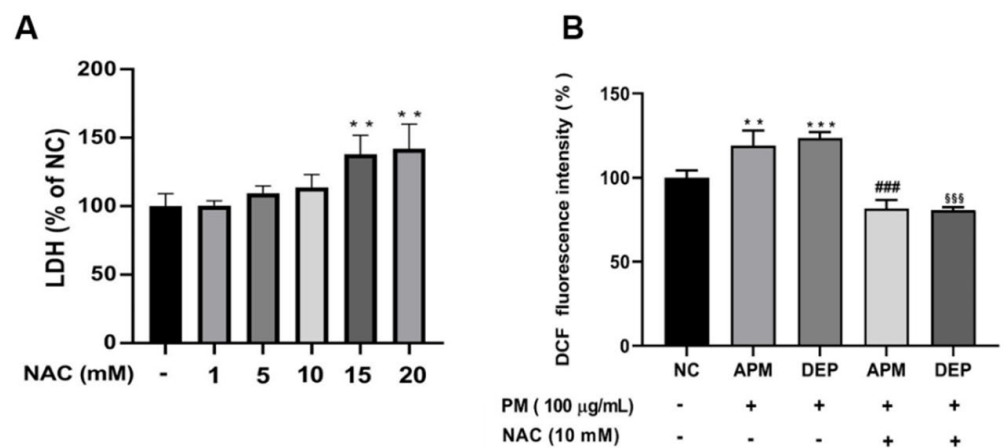 A
LDH (% of NC)
200
150
100
50
0
** **
NAC (mM) - 1 5 10 15 20
B
DCF fluorescence intensity (%)
150
100
50
0
** *** ### §§§
NC APM DEP APM DEP
PM ( 100 μg/mL) - + + + +
NAC (10 mM) - - - + +